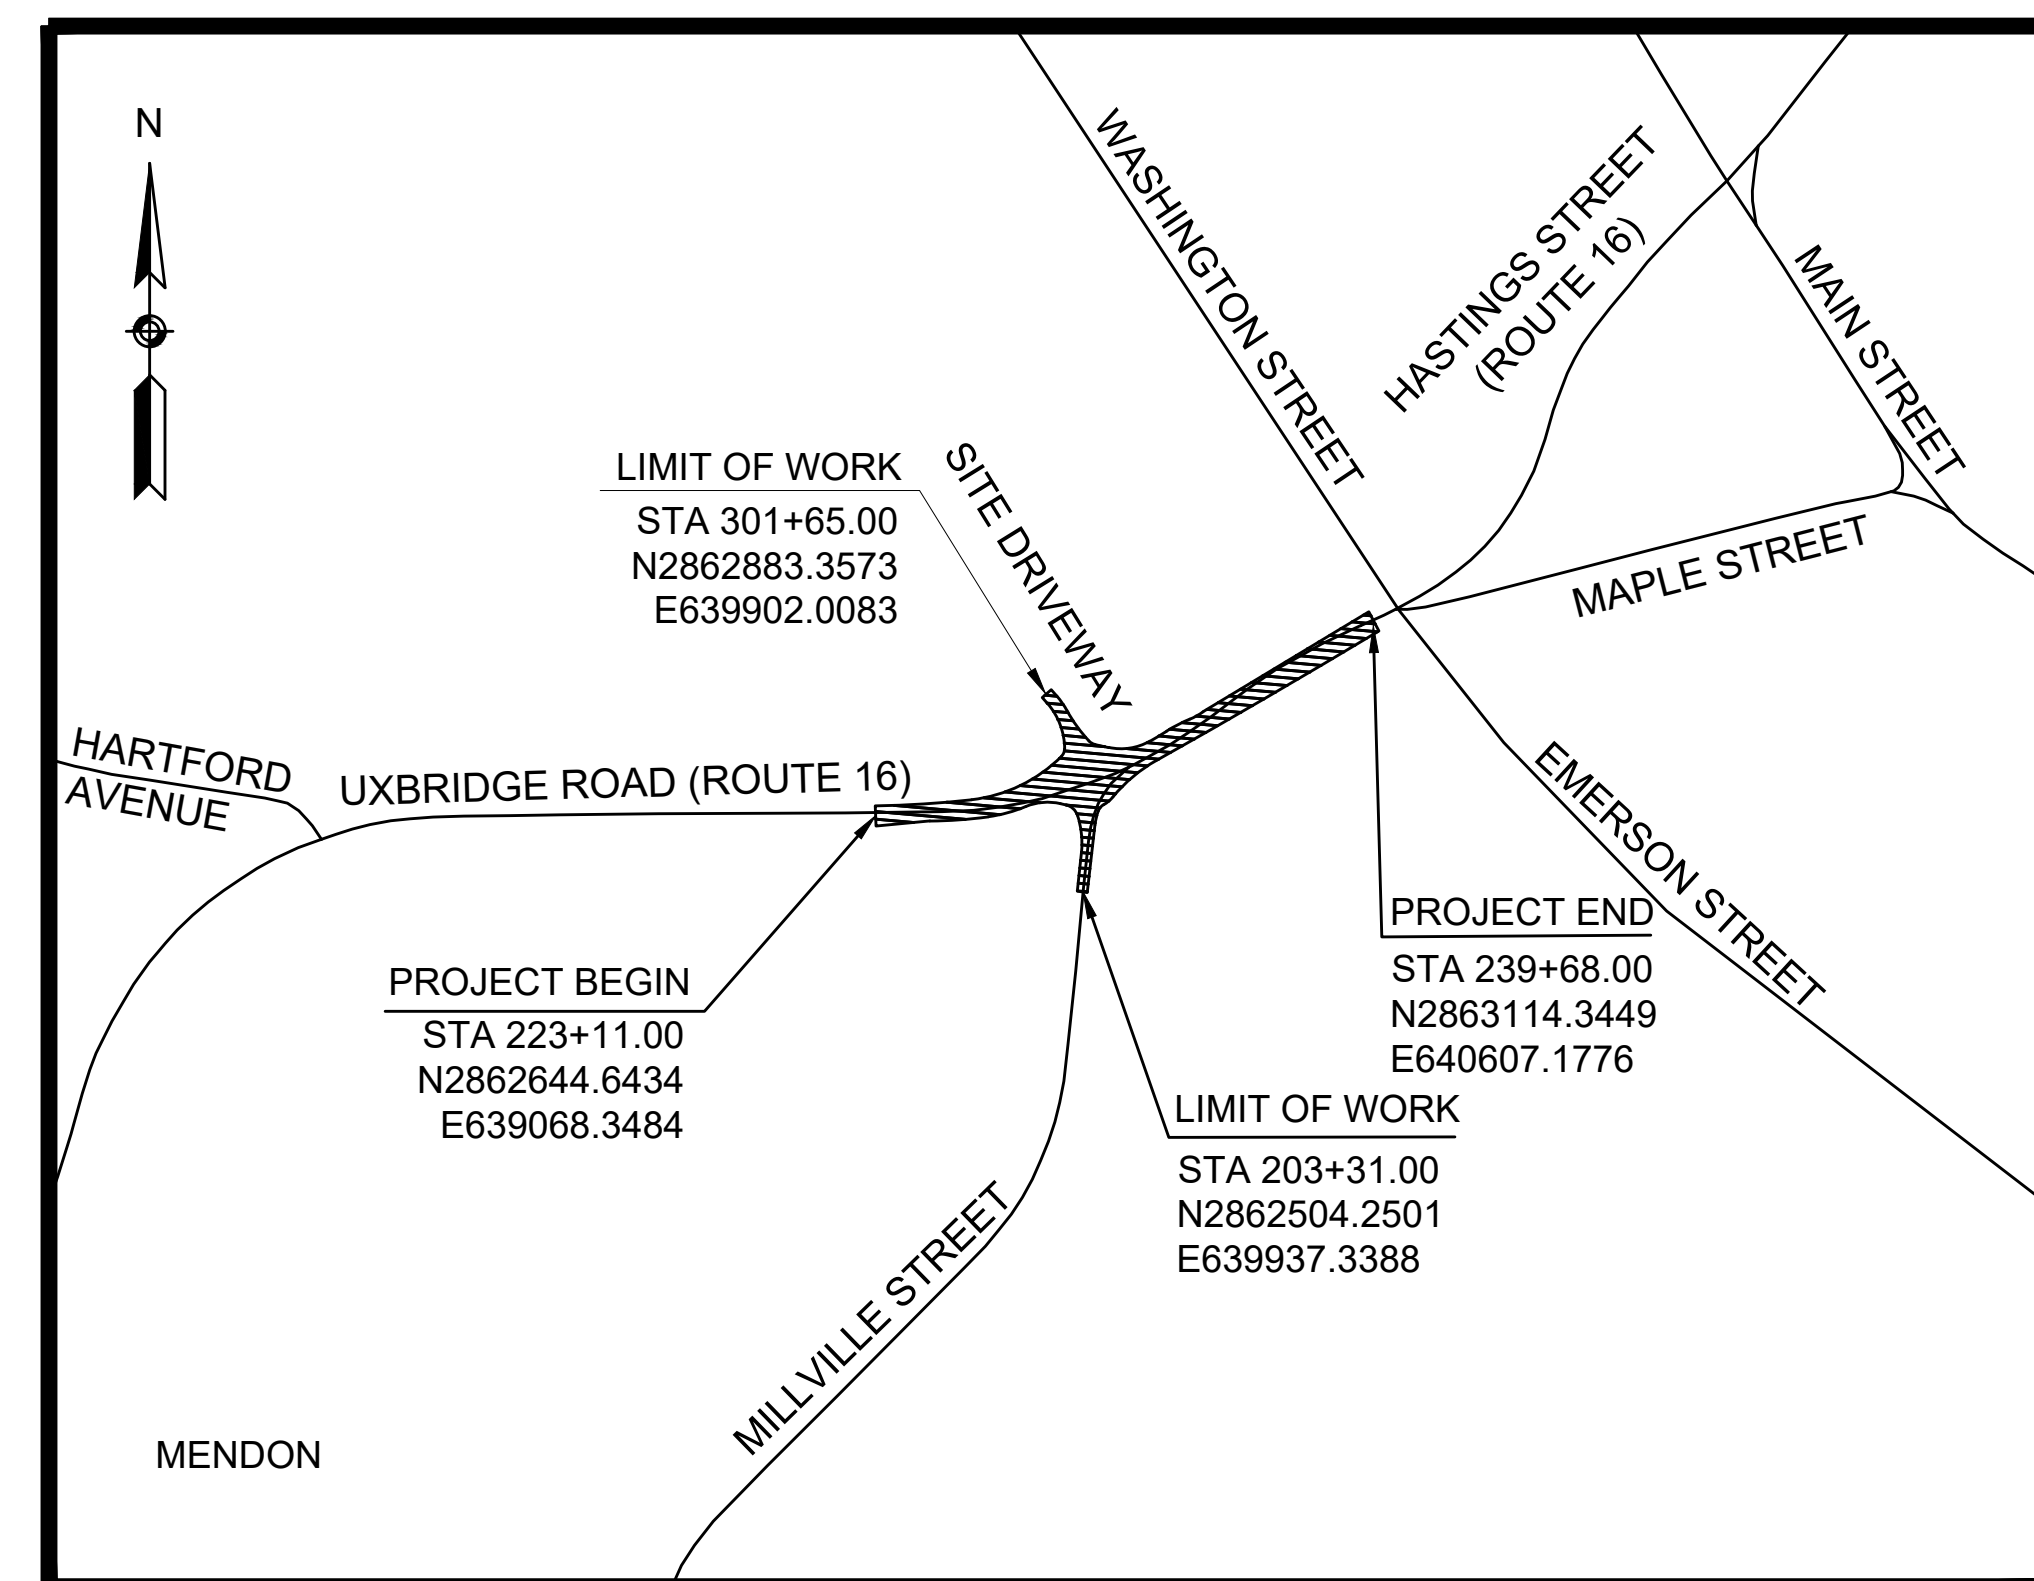 N
WASHINGTON STREET
HASTINGS STREET
(ROUTE 16)
MAIN STREET
LIMIT OF WORK
STA 301+65.00
N2862883.3573
E639902.0083
SITE DRIVEWAY
MAPLE STREET
HARTFORD
AVENUE
UXBRIDGE ROAD (ROUTE 16)
EMERSON STREET
PROJECT BEGIN
STA 223+11.00
N2862644.6434
E639068.3484
PROJECT END
STA 239+68.00
N2863114.3449
E640607.1776
LIMIT OF WORK
STA 203+31.00
N2862504.2501
E639937.3388
MILLVILLE STREET
MENDON